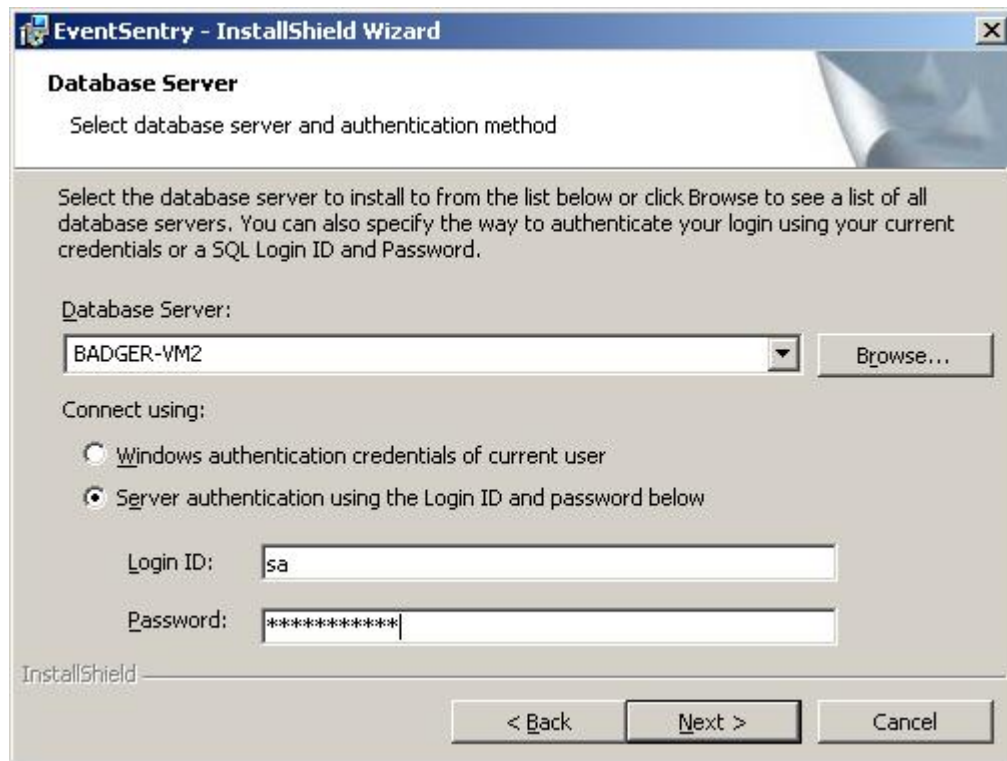 EventSentry - InstallShield Wizard
Database Server
Select database server and authentication method
Select the database server to install to from the list below or click Browse to see a list of all
database servers. You can also specify the way to authenticate your login using your current
credentials or a SQL Login ID and Password.
Database Server:
BADGER-VM2
Browse...
Connect using:
Windows authentication credentials of current user
Server authentication using the Login ID and password below
Login ID:
sa
Password:
***********
InstallShield
< Back
Next >
Cancel